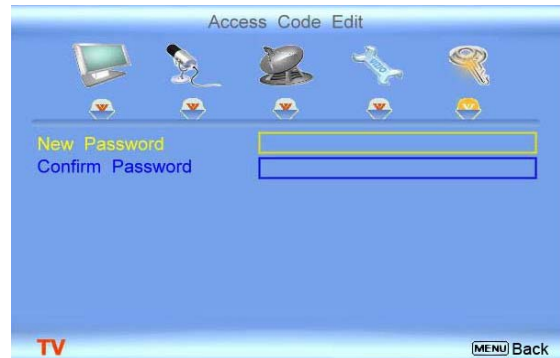 Access Code Edit
New Password
Confirm Password
TV
MENU Back